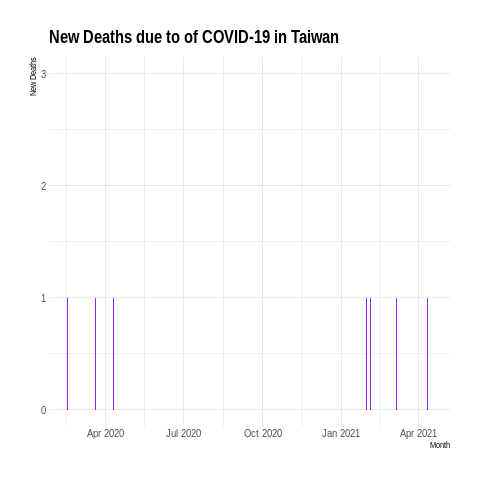 New Deaths due to of COVID-19 in Taiwan
New Deaths
3
2
1
0
Apr 2020
Jul 2020
Oct 2020
Jan 2021
Apr 2021
Month